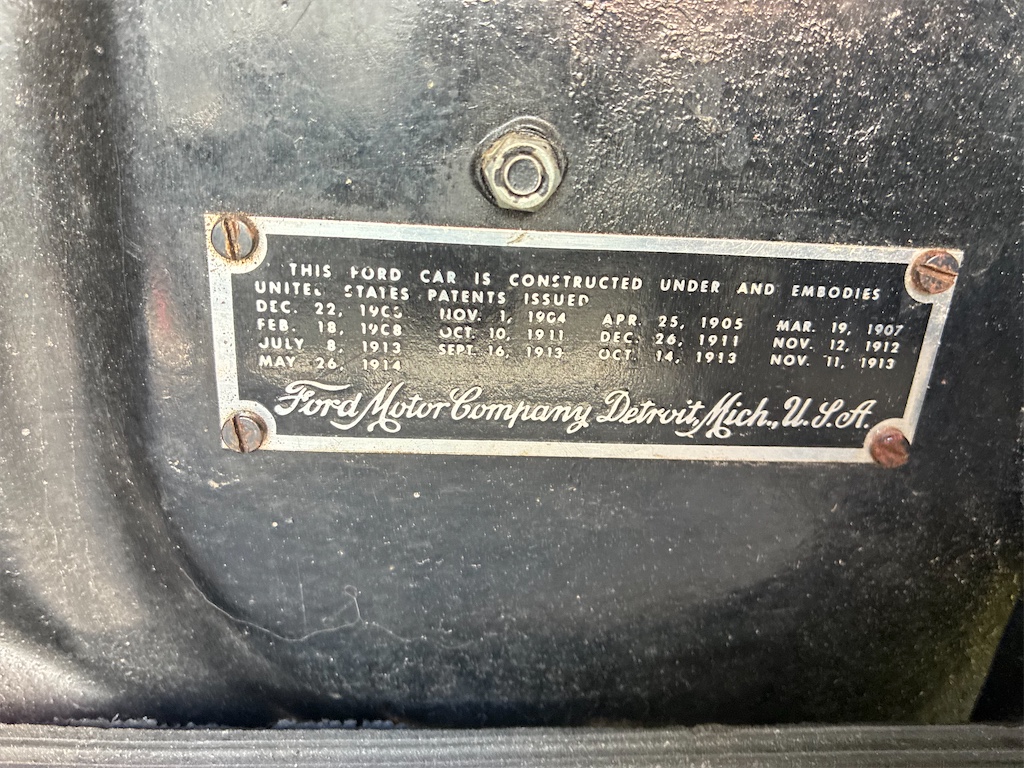 THIS FORD CAR IS CONSTRUCTED UNDER AND EMBODIES
UNITED STATES PATENTS ISSUED
DEC. 22, 1903 NOV. 1, 1904 APR. 25, 1905 MAR. 19, 1907
FEB. 18, 1908 OCT. 10, 1911 DEC. 26, 1911 NOV. 12, 1912
JULY 8, 1913 SEPT. 16, 1913 OCT. 14, 1913 NOV. 11, 1913
MAY 26, 1914
Ford Motor Company, Detroit, Mich., U.S.A.